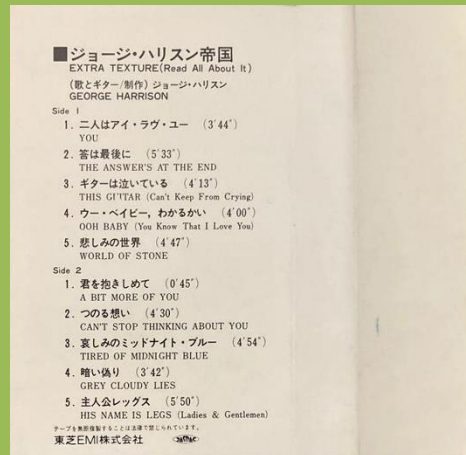 ■ジョージ・ハリスン帝国
EXTRA TEXTURE (Read All About It)
(歌とギター/制作) ジョージ・ハリスン
GEORGE HARRISON
Side 1
1. 二人はアイ・ラヴ・ユー (3′44″)
YOU
2. 答は最後に (5′33″)
THE ANSWER'S AT THE END
3. ギターは泣いている (4′13″)
THIS GUITAR (Can't Keep From Crying)
4. ウー・ベイビー, わかるかい (4′00″)
OOH BABY (You Know That I Love You)
5. 悲しみの世界 (4′47″)
WORLD OF STONE
Side 2
1. 君を抱きしめて (0′45″)
A BIT MORE OF YOU
2. つのる想い (4′30″)
CAN'T STOP THINKING ABOUT YOU
3. 哀しみのミッドナイト・ブルー (4′54″)
TIRED OF MIDNIGHT BLUE
4. 暗い偽り (3′42″)
GREY CLOUDY LIES
5. 主人公レッグス (5′50″)
HIS NAME IS LEGS (Ladies & Gentlemen)
テープを無断複製することは法律で禁じられています。
東芝EMI株式会社